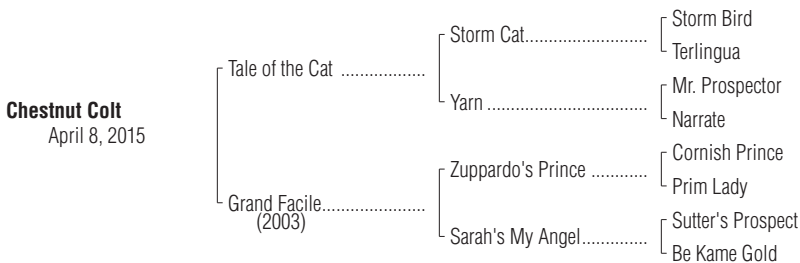 Storm Bird
Storm Cat..........................
Terlingua
Tale of the Cat ..................
Mr. Prospector
Yarn ..................................
Narrate
Chestnut Colt
April 8, 2015
Cornish Prince
Zuppardo's Prince ............
Prim Lady
Grand Facile......................
(2003)
Sutter's Prospect
Sarah's My Angel..............
Be Kame Gold